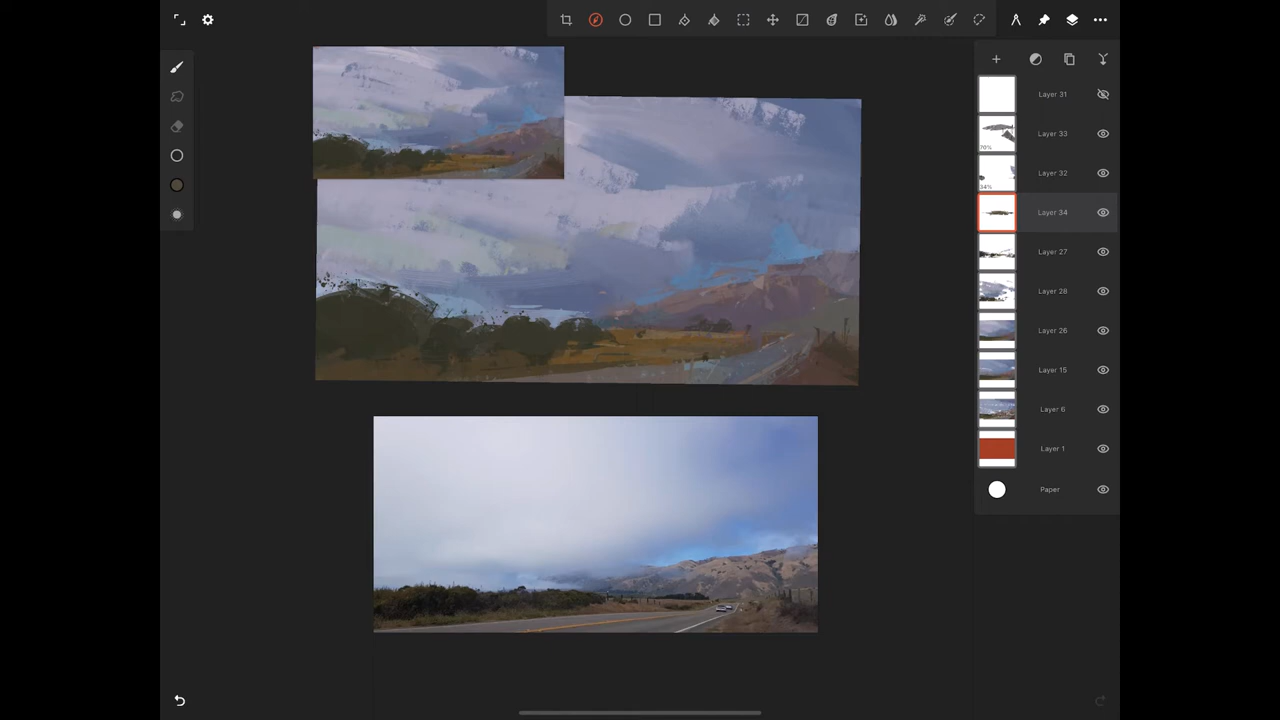 Layer 31
Layer 33
70%
Layer 32
34%
Layer 34
Layer 27
Layer 28
Layer 26
Layer 15
Layer 6
Layer 1
Paper